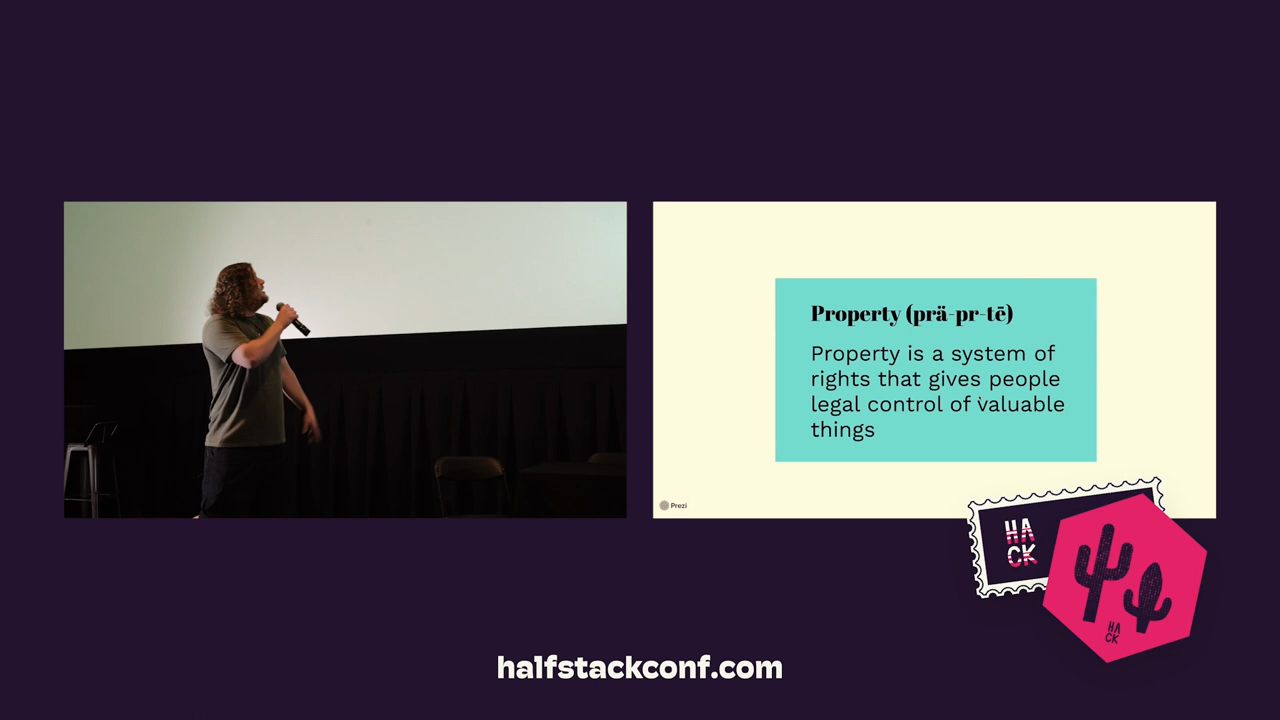 Property (prä-pr-tē)
Property is a system of
rights that gives people
legal control of valuable
things
Prezi
HA
CK
HA
CK
halfstackconf.com